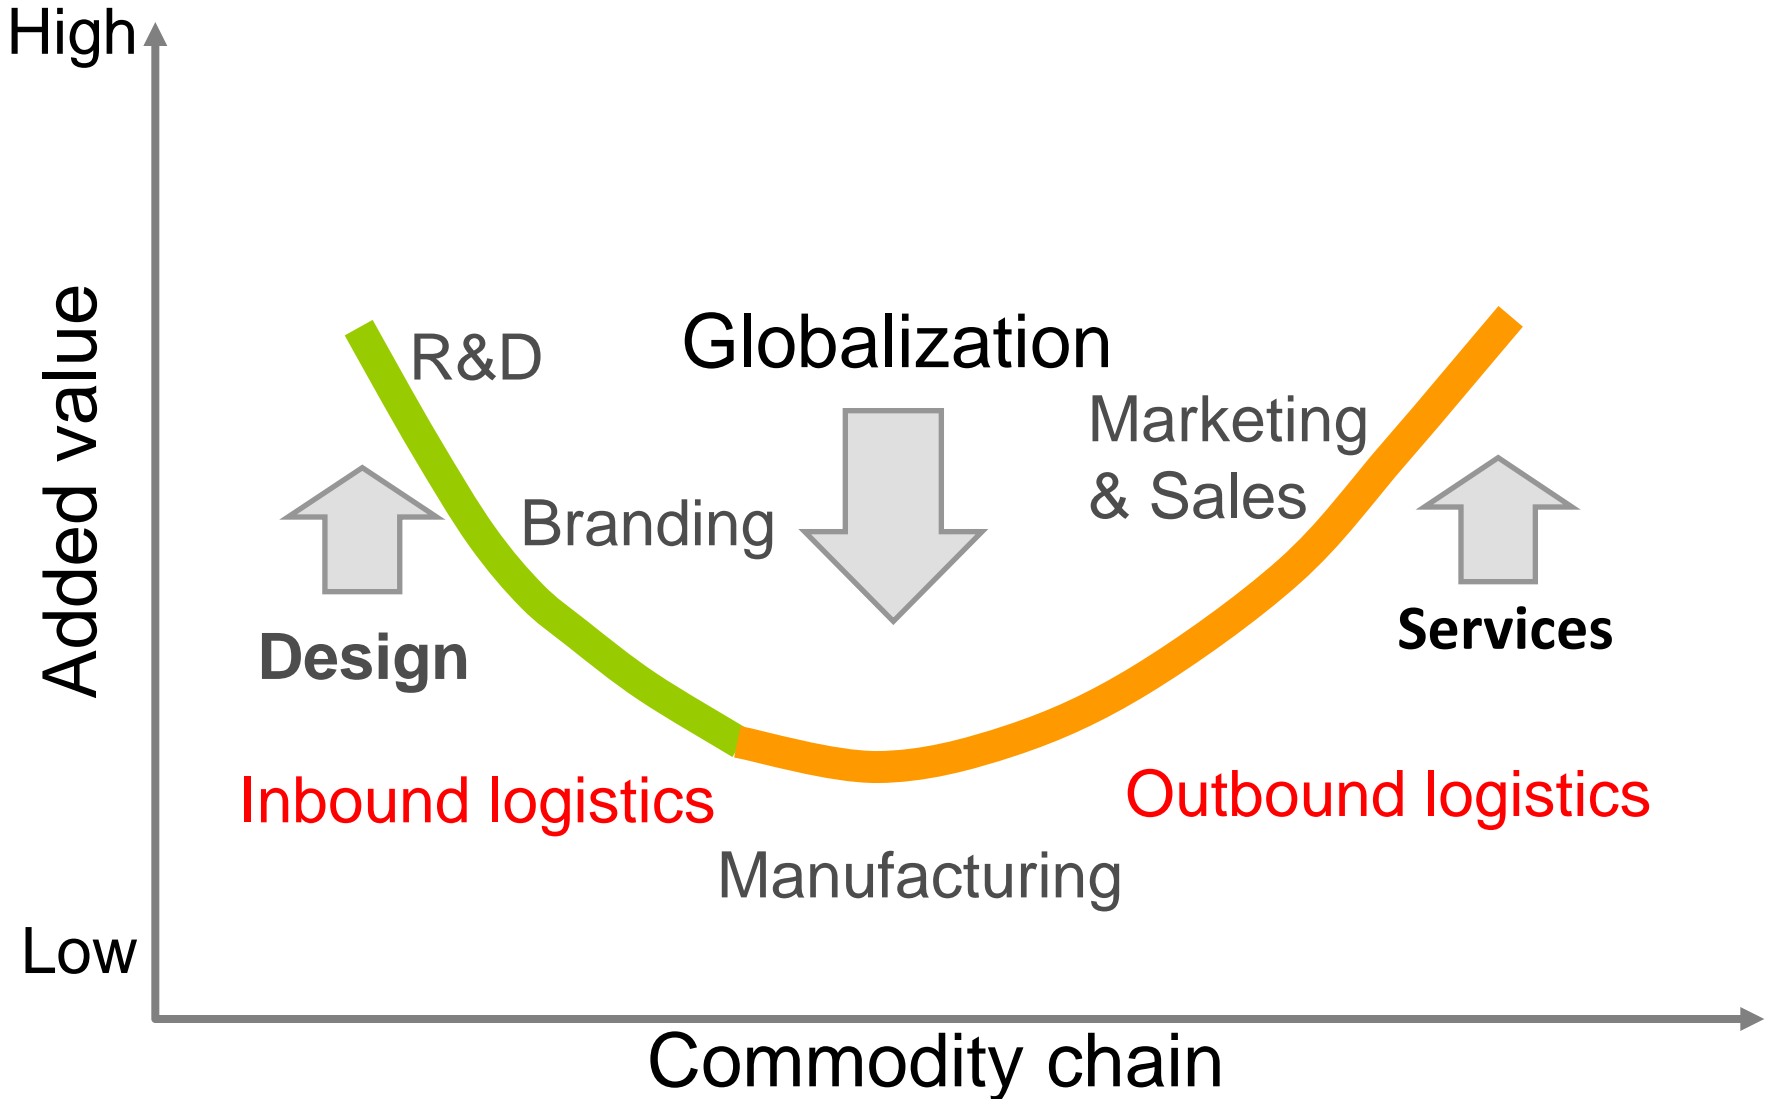 High
Added value
R&D
Globalization
Marketing
& Sales
Branding
Design
Services
Inbound logistics
Outbound logistics
Manufacturing
Low
Commodity chain